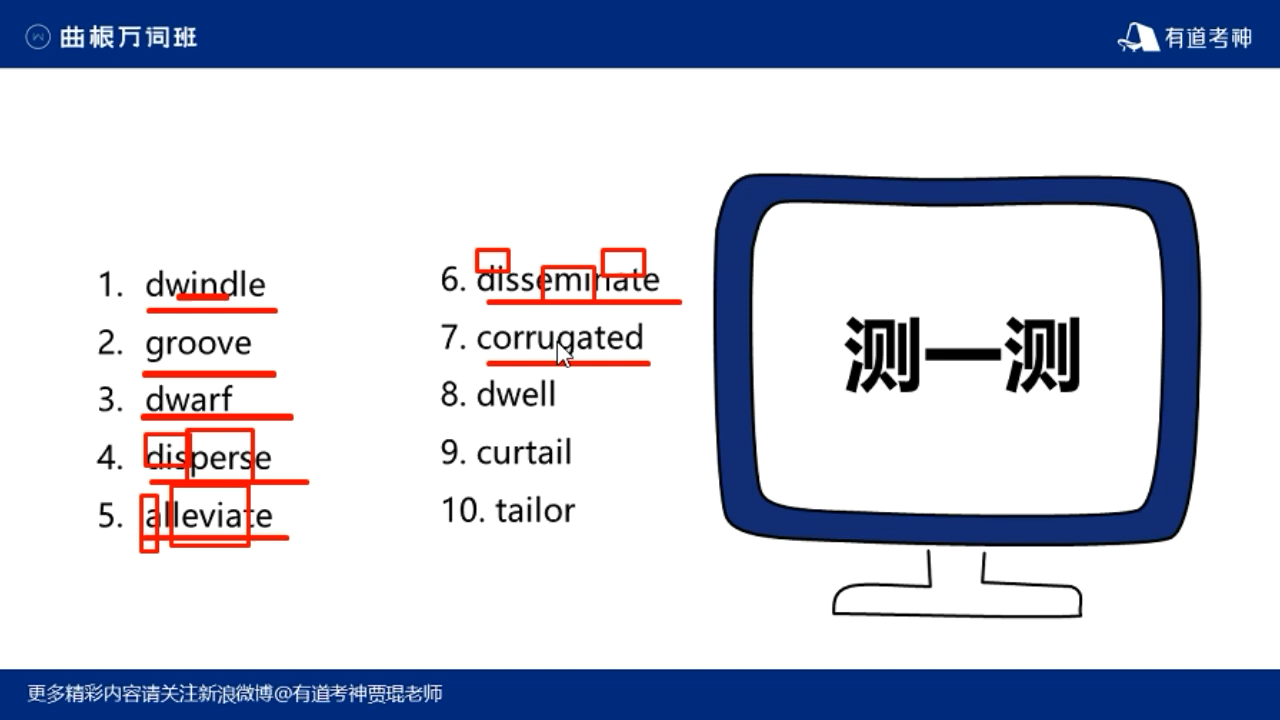 曲根万词班
有道考神
1. dwindle
2. groove
3. dwarf
4. disperse
5. alleviate
6. disseminate
7. corrugated
8. dwell
9. curtail
10. tailor
测一测
更多精彩内容请关注新浪微博@有道考神贾琨老师